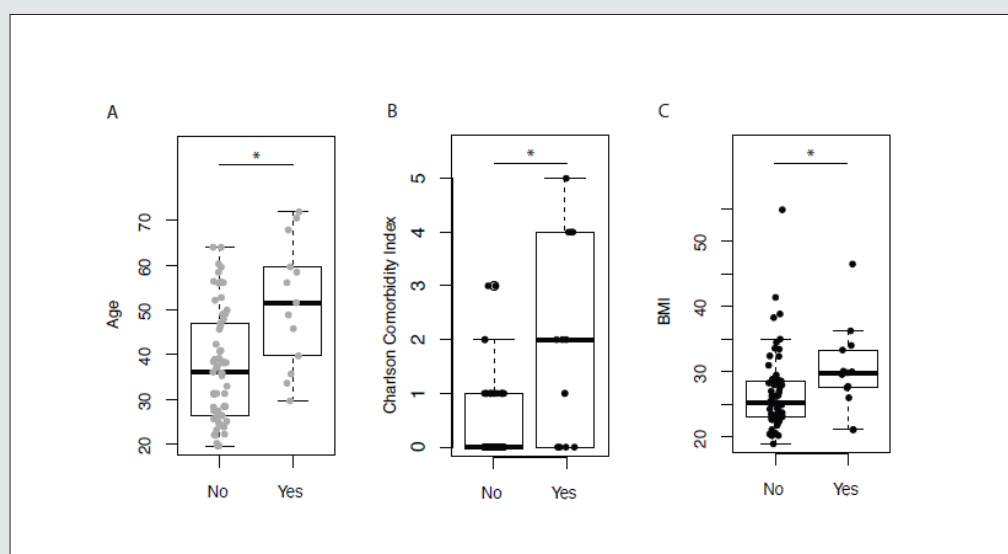 A
*
Age
70
60
50
40
30
20
No Yes
B
*
Charlson Comorbidity Index
5
4
3
2
1
0
No Yes
C
*
BMI
50
40
30
20
No Yes